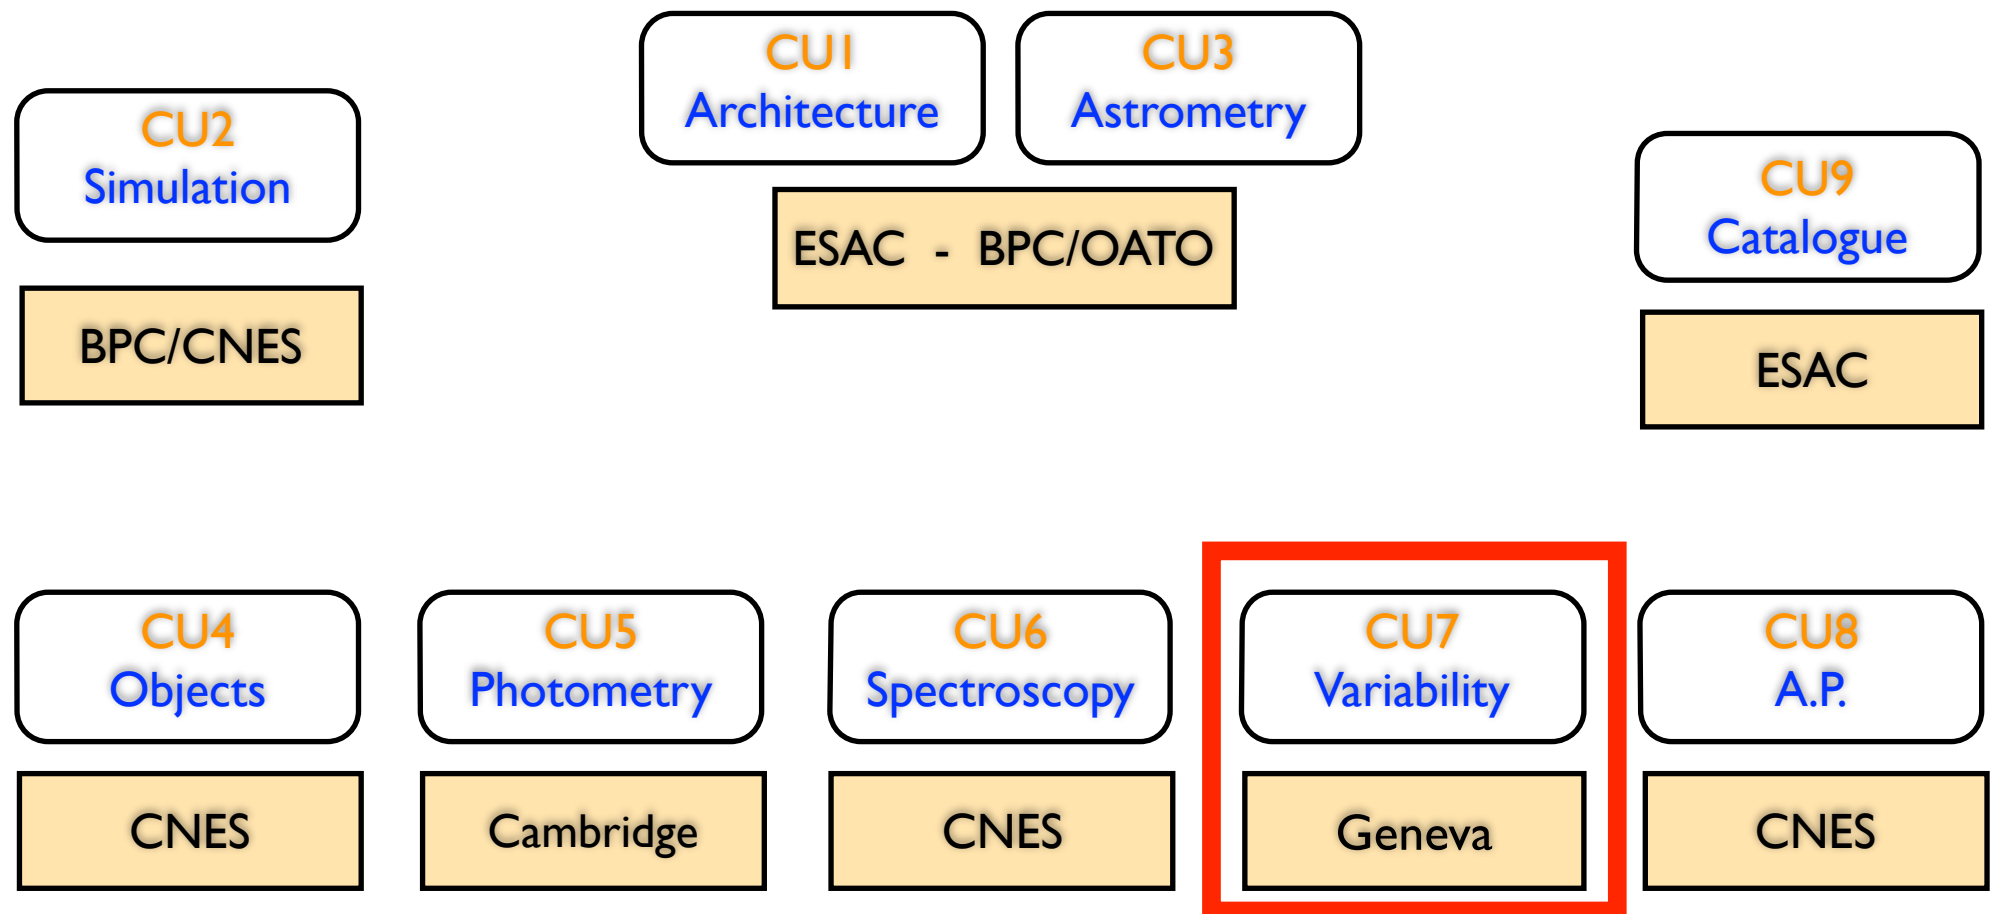 CU1
Architecture
CU3
Astrometry
ESAC - BPC/OATO
CU2
Simulation
BPC/CNES
CU9
Catalogue
ESAC
CU4
Objects
CNES
CU5
Photometry
Cambridge
CU6
Spectroscopy
CNES
CU7
Variability
Geneva
CU8
A.P.
CNES